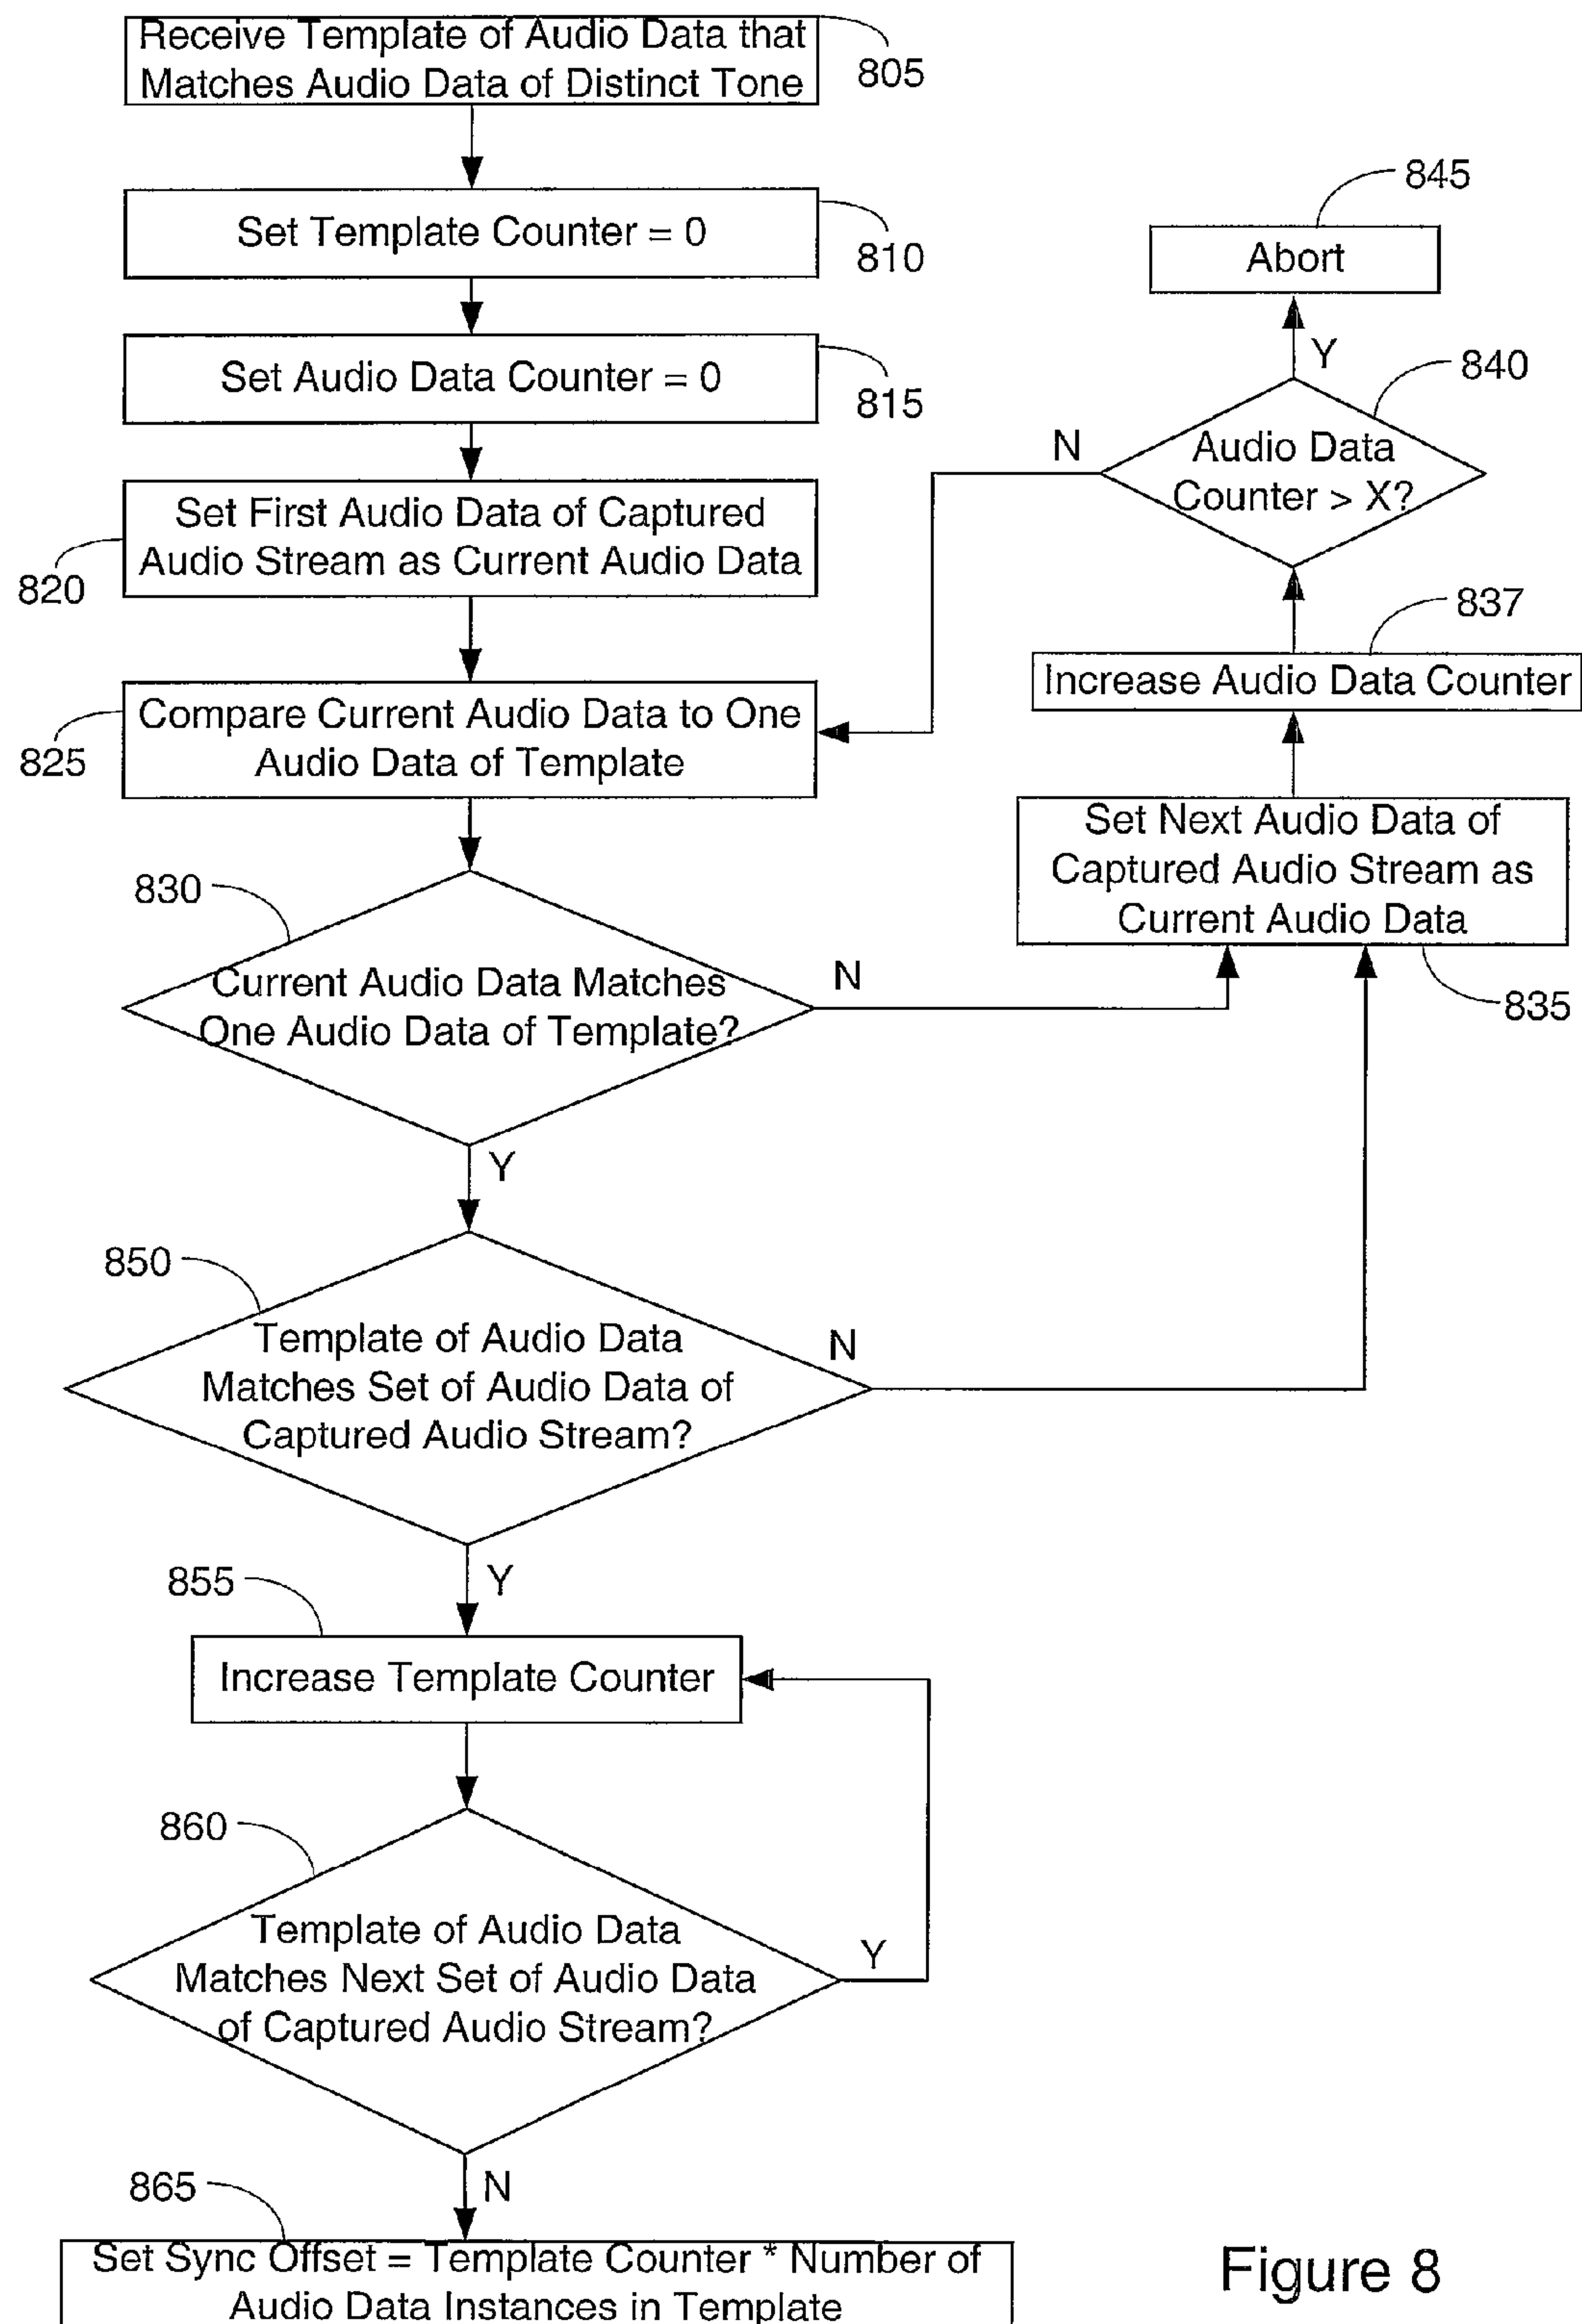 Receive Template of Audio Data that
Matches Audio Data of Distinct Tone
805
Set Template Counter = 0
810
Set Audio Data Counter = 0
815
Set First Audio Data of Captured
Audio Stream as Current Audio Data
820
Compare Current Audio Data to One
Audio Data of Template
825
830
Current Audio Data Matches
One Audio Data of Template?
N
Y
845
Abort
Y
840
Audio Data
Counter > X?
N
837
Increase Audio Data Counter
Set Next Audio Data of
Captured Audio Stream as
Current Audio Data
835
850
Template of Audio Data
Matches Set of Audio Data of
Captured Audio Stream?
N
Y
855
Increase Template Counter
860
Template of Audio Data
Matches Next Set of Audio Data
of Captured Audio Stream?
Y
N
865
Set Sync Offset = Template Counter * Number of
Audio Data Instances in Template
Figure 8